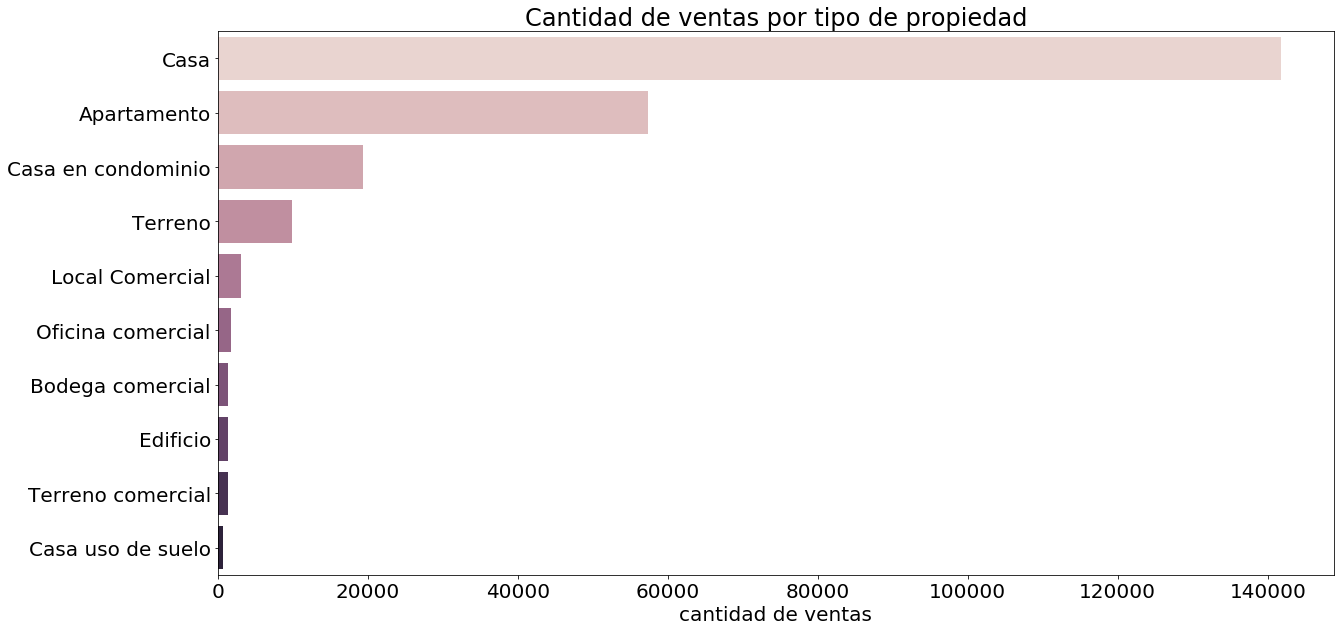 Cantidad de ventas por tipo de propiedad
Casa
Apartamento
Casa en condominio
Terreno
Local Comercial
Oficina comercial
Bodega comercial
Edificio
Terreno comercial
Casa uso de suelo
0 20000 40000 60000 80000 100000 120000 140000
cantidad de ventas